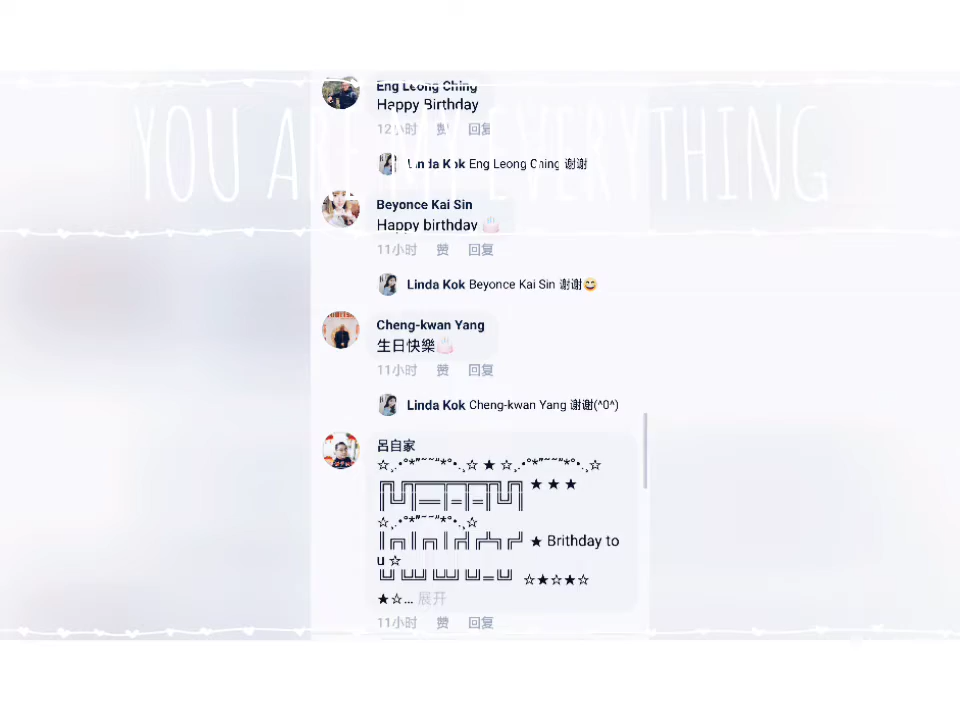 YOU ARE MY EVERYTHING
Eng Leong Ching
Happy Birthday
12小时 赞 回复
Linda Kok Eng Leong Ching 谢谢
Beyonce Kai Sin
Happy birthday 🎂
11小时 赞 回复
Linda Kok Beyonce Kai Sin 谢谢😄
Cheng-kwan Yang
生日快樂🎂
11小时 赞 回复
Linda Kok Cheng-kwan Yang 谢谢(^0^)
呂自家
☆¸.•°*”˜˜”*°•.¸☆ ★ ☆¸.•°*”˜˜”*°•.¸☆
╔╗╔╦══╦═╦═╦╗╔╗ ★ ★ ★
║╚╝║══║═║═║╚╝║
☆¸.•°*”˜˜”*°•.¸☆
║╔╗║╔╗║╔╣╔╩╗╔╝ ★ Brithday to
u ☆
╚╝╚╩╝╚╩╝╚╝═╚╝ ☆★☆★☆
★☆... 展开
11小时 赞 回复